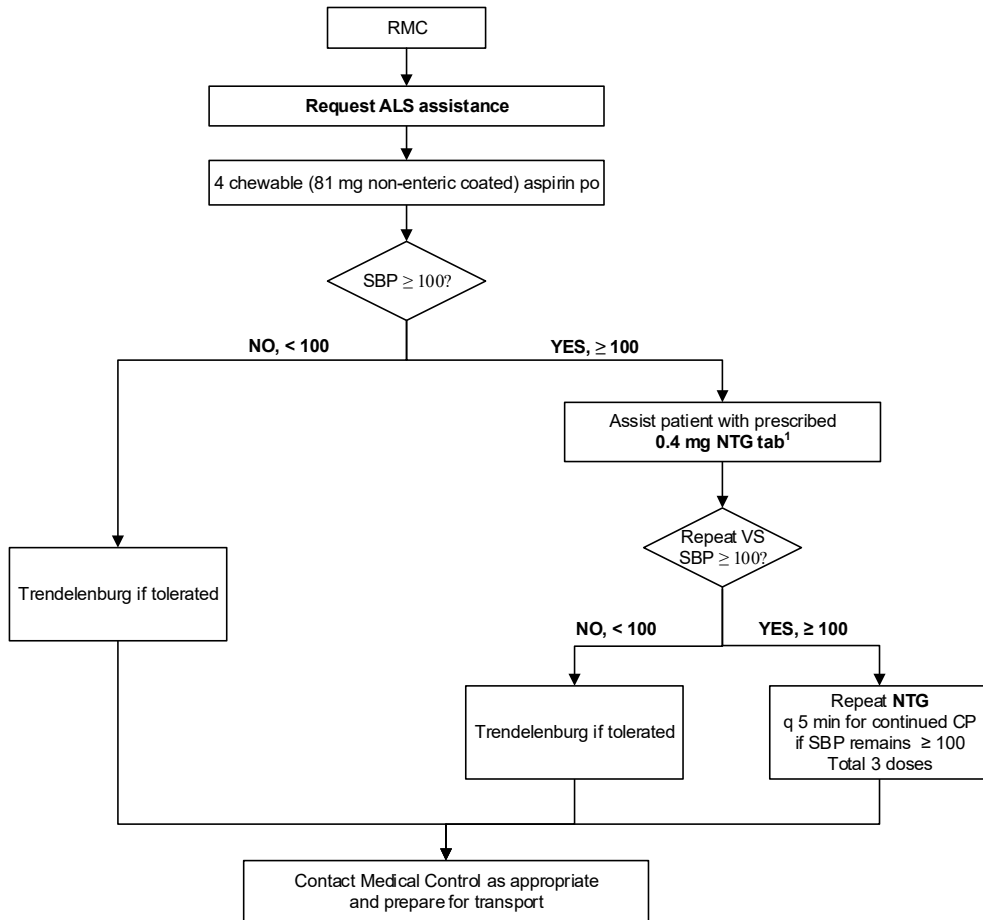 RMC
Request ALS assistance
4 chewable (81 mg non-enteric coated) aspirin po
SBP ≥ 100?
NO, < 100
YES, ≥ 100
Assist patient with prescribed
0.4 mg NTG tab¹
Repeat VS
SBP ≥ 100?
Trendelenburg if tolerated
NO, < 100
YES, ≥ 100
Trendelenburg if tolerated
Repeat NTG
q 5 min for continued CP
if SBP remains ≥ 100
Total 3 doses
Contact Medical Control as appropriate
and prepare for transport